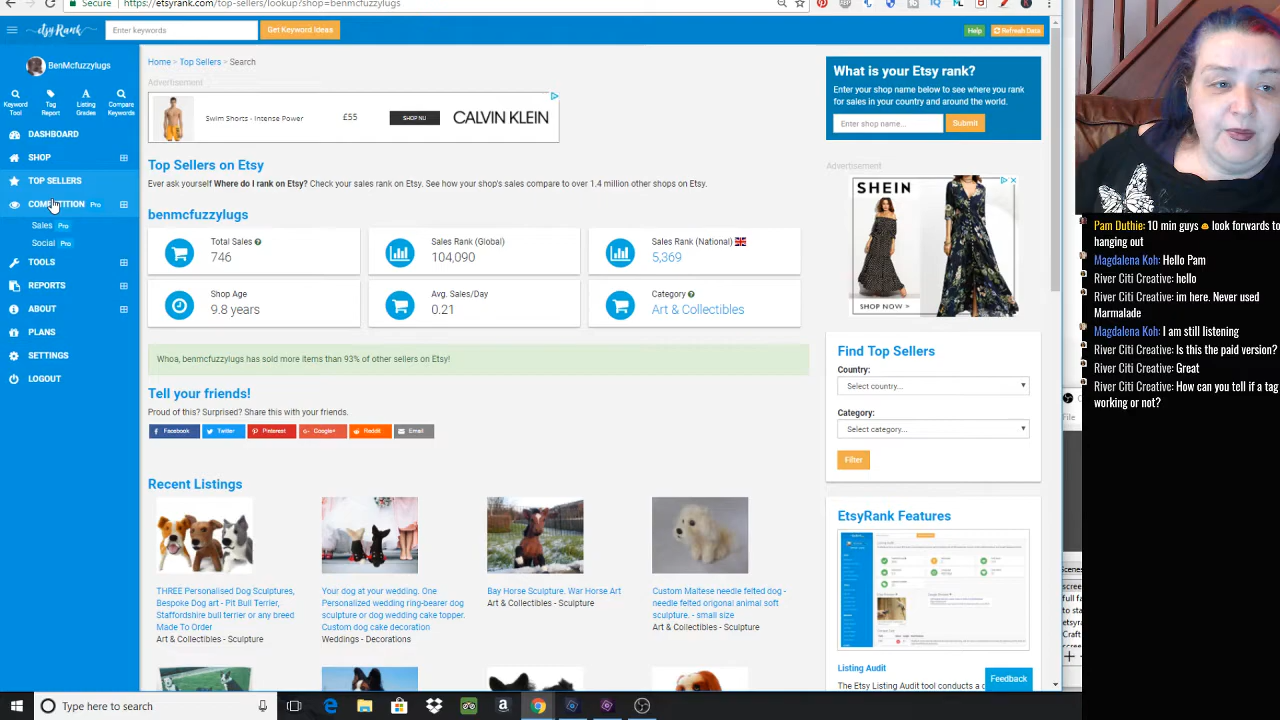 Secure
https://etsyrank.com/top-sellers/lookup?shop=benmcfuzzylugs
etsyRank
Enter keywords
Get Keyword Ideas
Help
Refresh Data
BenMcfuzzylugs
Keyword Tool
Tag Report
Listing Grades
Compare Keywords
DASHBOARD
SHOP
TOP SELLERS
COMPETITION Pro
Sales Pro
Social Pro
TOOLS
REPORTS
ABOUT
PLANS
SETTINGS
LOGOUT
Home > Top Sellers > Search
Advertisement
Swim Shorts - Intense Power
£55
SHOP NU
CALVIN KLEIN
Top Sellers on Etsy
Ever ask yourself Where do I rank on Etsy? Check your sales rank on Etsy. See how your shop's sales compare to over 1.4 million other shops on Etsy.
benmcfuzzylugs
Total Sales
746
Sales Rank (Global)
104,090
Sales Rank (National)
5,369
Shop Age
9.8 years
Avg. Sales/Day
0.21
Category
Art & Collectibles
Whoa, benmcfuzzylugs has sold more items than 93% of other sellers on Etsy!
Tell your friends!
Proud of this? Surprised? Share this with your friends.
Facebook
Twitter
Pinterest
Google+
Reddit
Email
Recent Listings
THREE Personalised Dog Sculptures,
Bespoke Dog art - Pit Bull Terrier,
Staffordshire bull terrier or any breed
Made To Order
Art & Collectibles - Sculpture
Your dog at your wedding. One
Personalized wedding ring-bearer dog
sculpture or dog wedding cake topper.
Custom dog cake decoration
Weddings - Decorations
Bay Horse Sculpture. War Horse Art
Art & Collectibles - Sculpture
Custom Maltese needle felted dog -
needle felted origonal animal soft
sculpture. - small size
Art & Collectibles - Sculpture
What is your Etsy rank?
Enter your shop name below to see where you rank
for sales in your country and around the world.
Enter shop name...
Submit
Advertisement
SHEIN
SHOP NOW >
Find Top Sellers
Country:
Select country...
Category:
Select category...
Filter
EtsyRank Features
Listing Audit
The Etsy Listing Audit tool conducts a
Feedback
Pam Duthie: 10 min guys look forwards to
hanging out
Magdalena Koh: Hello Pam
River Citi Creative: hello
River Citi Creative: im here. Never used
Marmalade
Magdalena Koh: I am still listening
River Citi Creative: Is this the paid version?
River Citi Creative: Great
River Citi Creative: How can you tell if a tag
working or not?
File
Scenes
screen
full fa
to sta
etsyra
Craft
screen
Type here to search